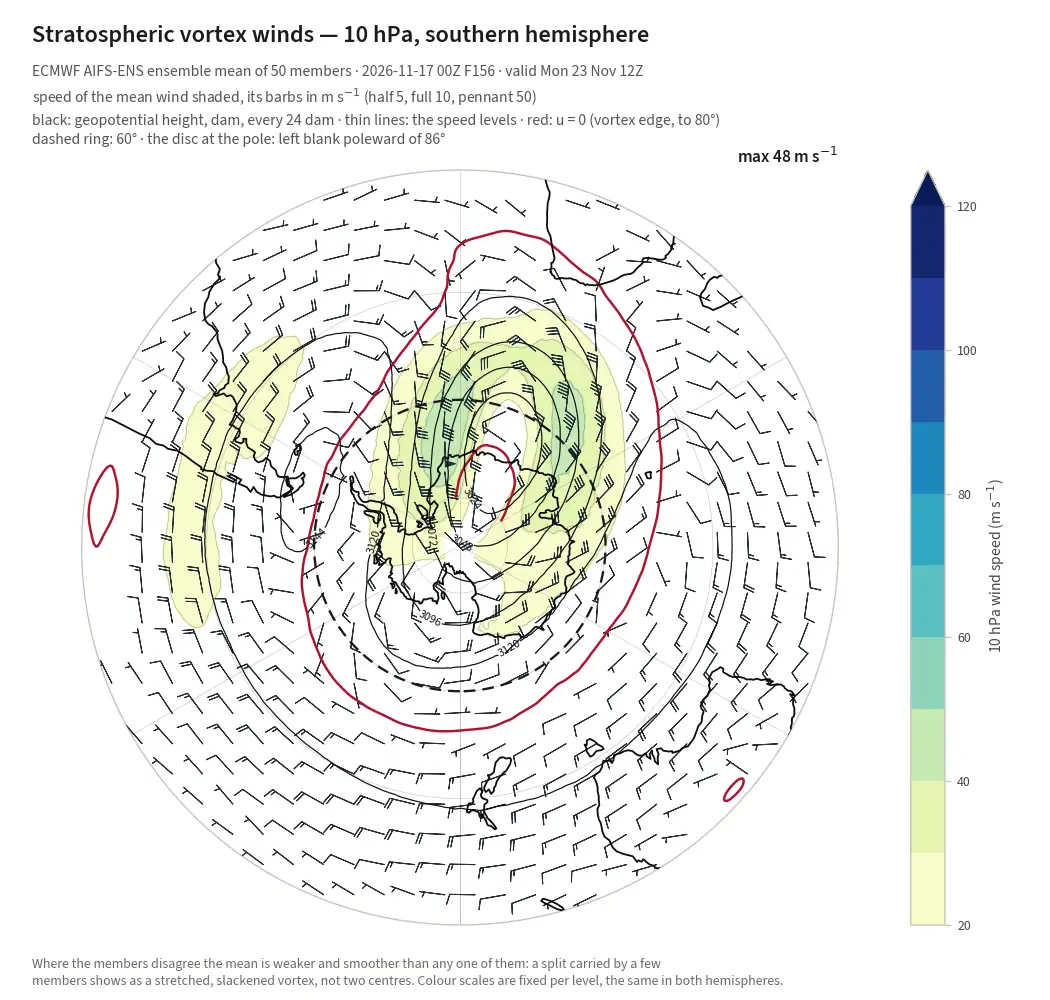 Stratospheric vortex winds — 10 hPa, southern hemisphere
ECMWF AIFS-ENS ensemble mean of 50 members · 2026-11-17 00Z F156 · valid Mon 23 Nov 12Z
speed of the mean wind shaded, its barbs in m s⁻¹ (half 5, full 10, pennant 50)
black: geopotential height, dam, every 24 dam · thin lines: the speed levels · red: u = 0 (vortex edge, to 80°)
dashed ring: 60° · the disc at the pole: left blank poleward of 86°
max 48 m s⁻¹
120
100
80
60
40
20
10 hPa wind speed (m s⁻¹)
3120
3072
3096
3120
Where the members disagree the mean is weaker and smoother than any one of them: a split carried by a few
members shows as a stretched, slackened vortex, not two centres. Colour scales are fixed per level, the same in both hemispheres.